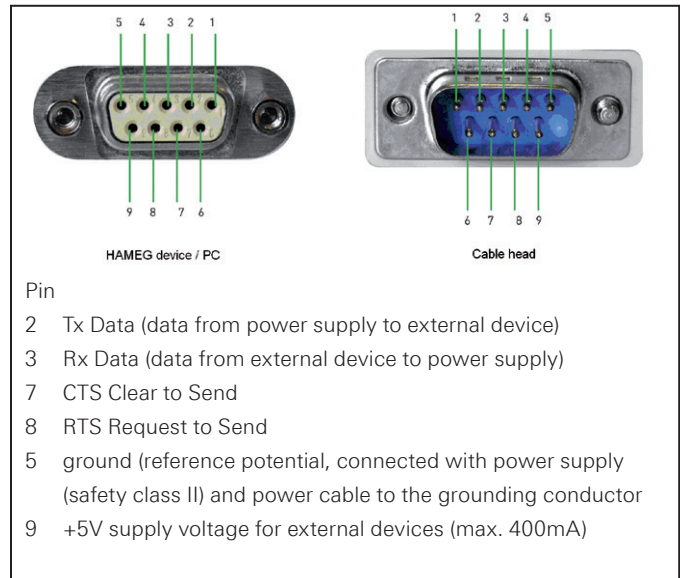 5 4 3 2 1
1 2 3 4 5
9 8 7 6
6 7 8 9
HAMEG device / PC
Cable head
Pin
2 Tx Data (data from power supply to external device)
3 Rx Data (data from external device to power supply)
7 CTS Clear to Send
8 RTS Request to Send
5 ground (reference potential, connected with power supply
(safety class II) and power cable to the grounding conductor
9 +5V supply voltage for external devices (max. 400mA)